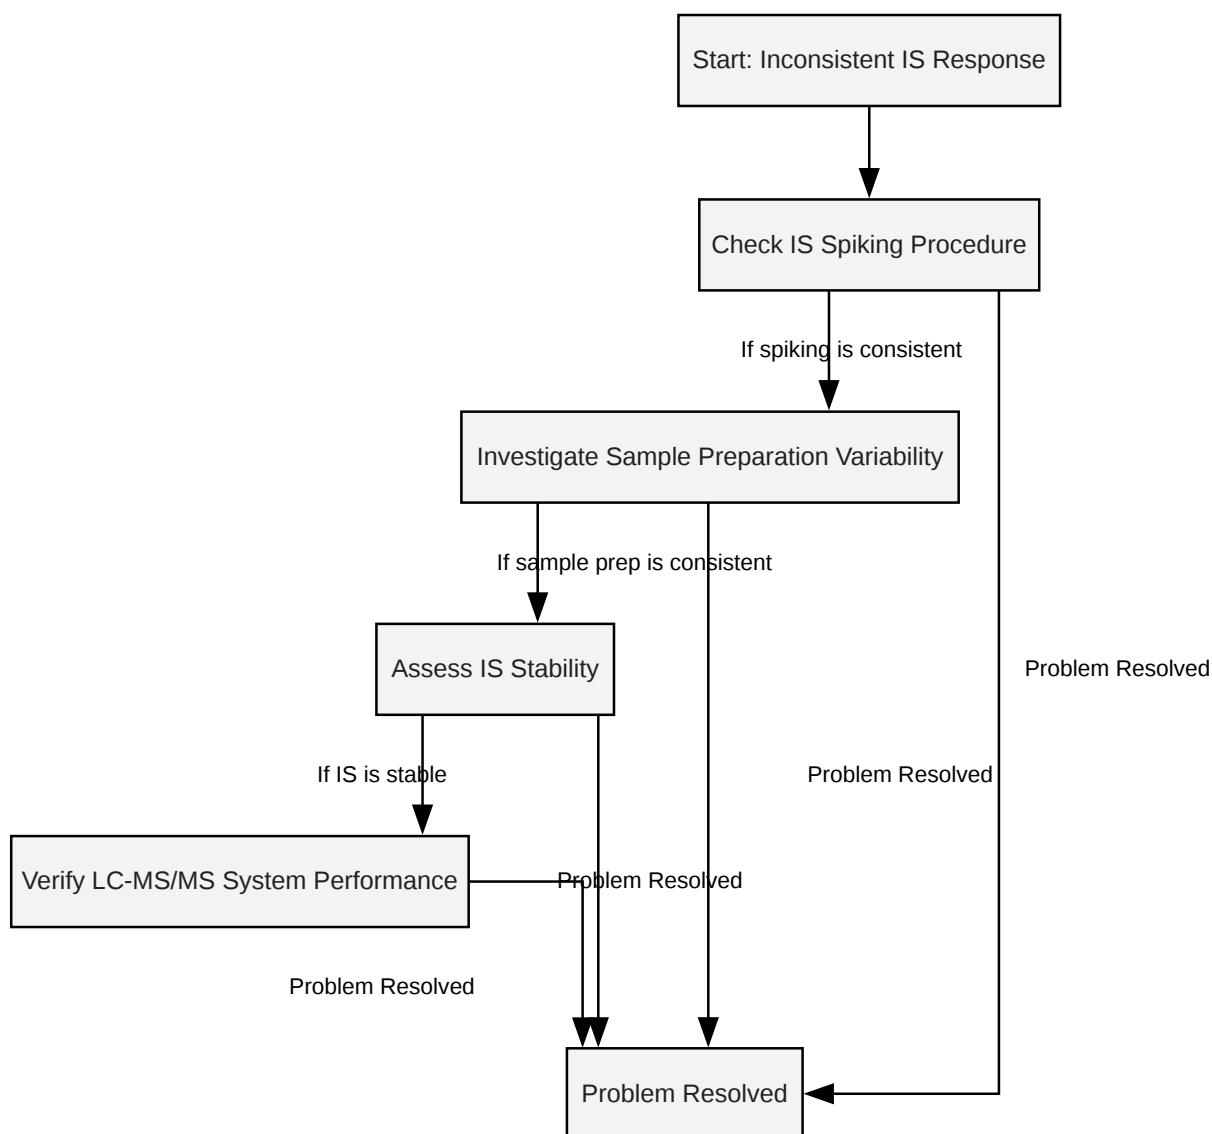 Start: Inconsistent IS Response
Check IS Spiking Procedure
If spiking is consistent
Investigate Sample Preparation Variability
If sample prep is consistent
Assess IS Stability
Problem Resolved
If IS is stable
Problem Resolved
Verify LC-MS/MS System Performance
Problem Resolved
Problem Resolved
Problem Resolved